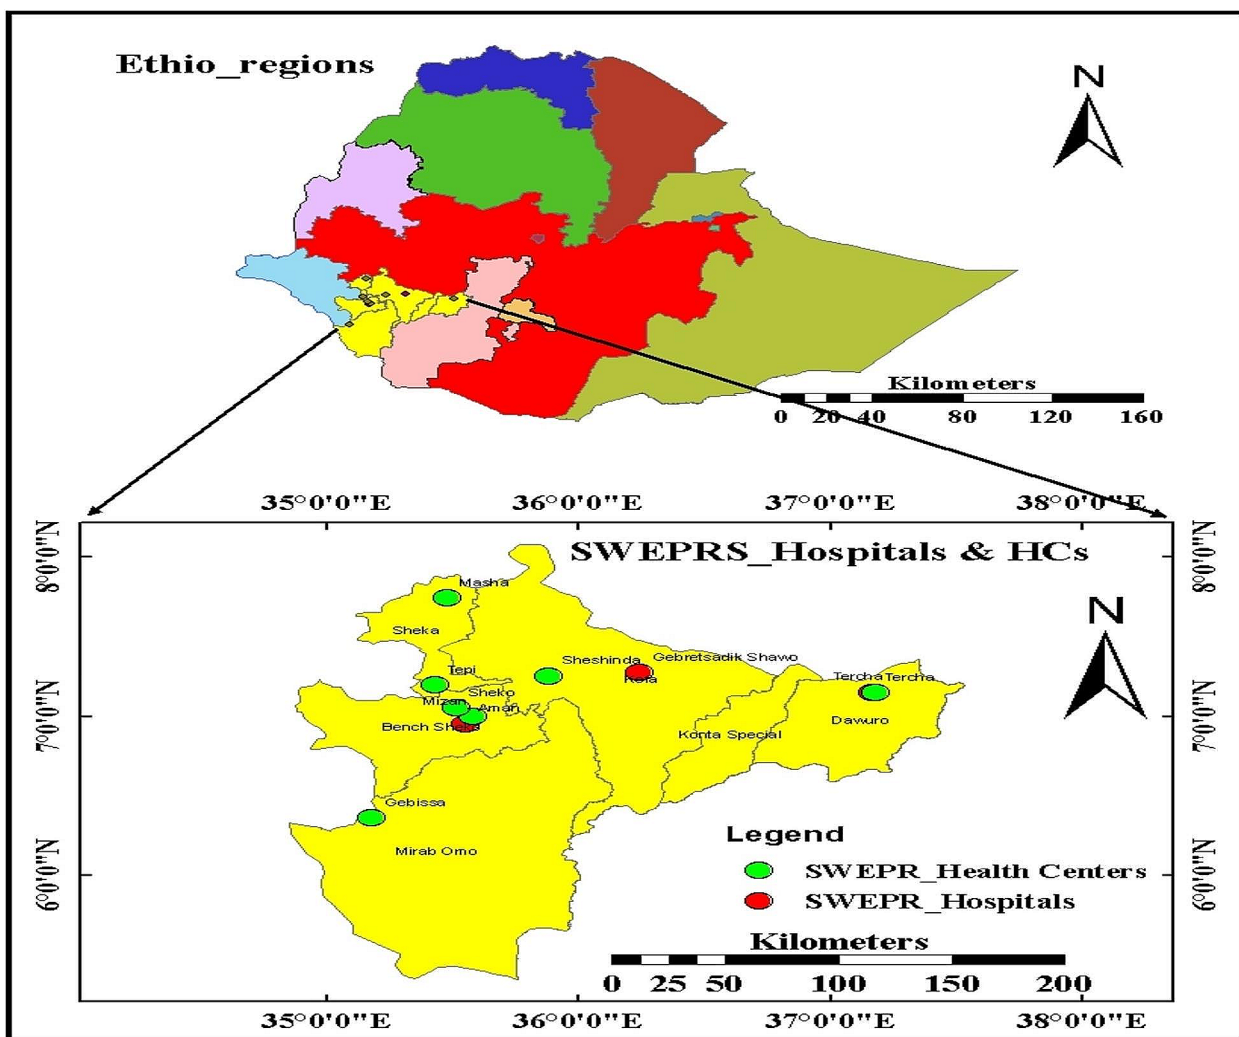 Ethio_regions
N
Kilometers
0 20 40 80 120 160
35°0'0"E 36°0'0"E 37°0'0"E 38°0'0"E
8°0'0"N
8°0'0"N
SWEPRS_Hospitals & HCs
N
Masha
Sheka
Sheshinda
Gebretsadik Shawo
Tepi
Tercha
Tercha
Sheko
Mizan
Aman
7°0'0"N
7°0'0"N
Dawuro
Bench Sheko
Konta Special
Gebissa
Legend
Mirab Omo
SWEPR_Health Centers
6°0'0"N
6°0'0"N
SWEPR_Hospitals
Kilometers
0 25 50 100 150 200
35°0'0"E 36°0'0"E 37°0'0"E 38°0'0"E